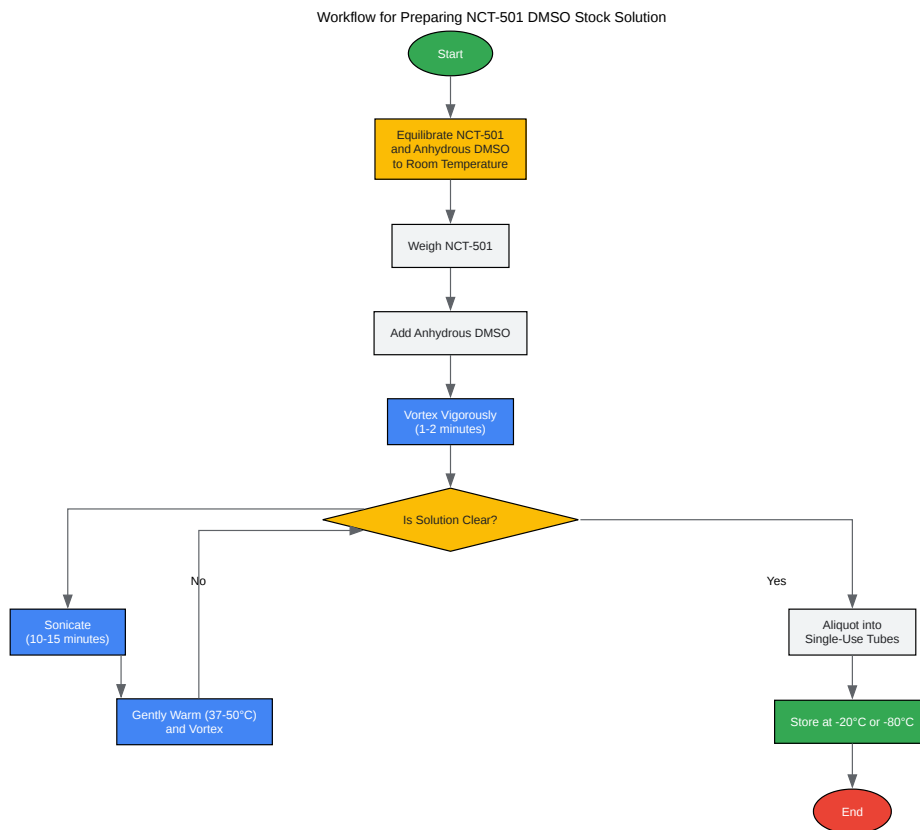 Workflow for Preparing NCT-501 DMSO Stock Solution
Start
Equilibrate NCT-501
and Anhydrous DMSO
to Room Temperature
Weigh NCT-501
Add Anhydrous DMSO
Vortex Vigorously
(1-2 minutes)
Is Solution Clear?
No
Yes
Sonicate
(10-15 minutes)
Aliquot into
Single-Use Tubes
Gently Warm (37-50°C)
and Vortex
Store at -20°C or -80°C
End